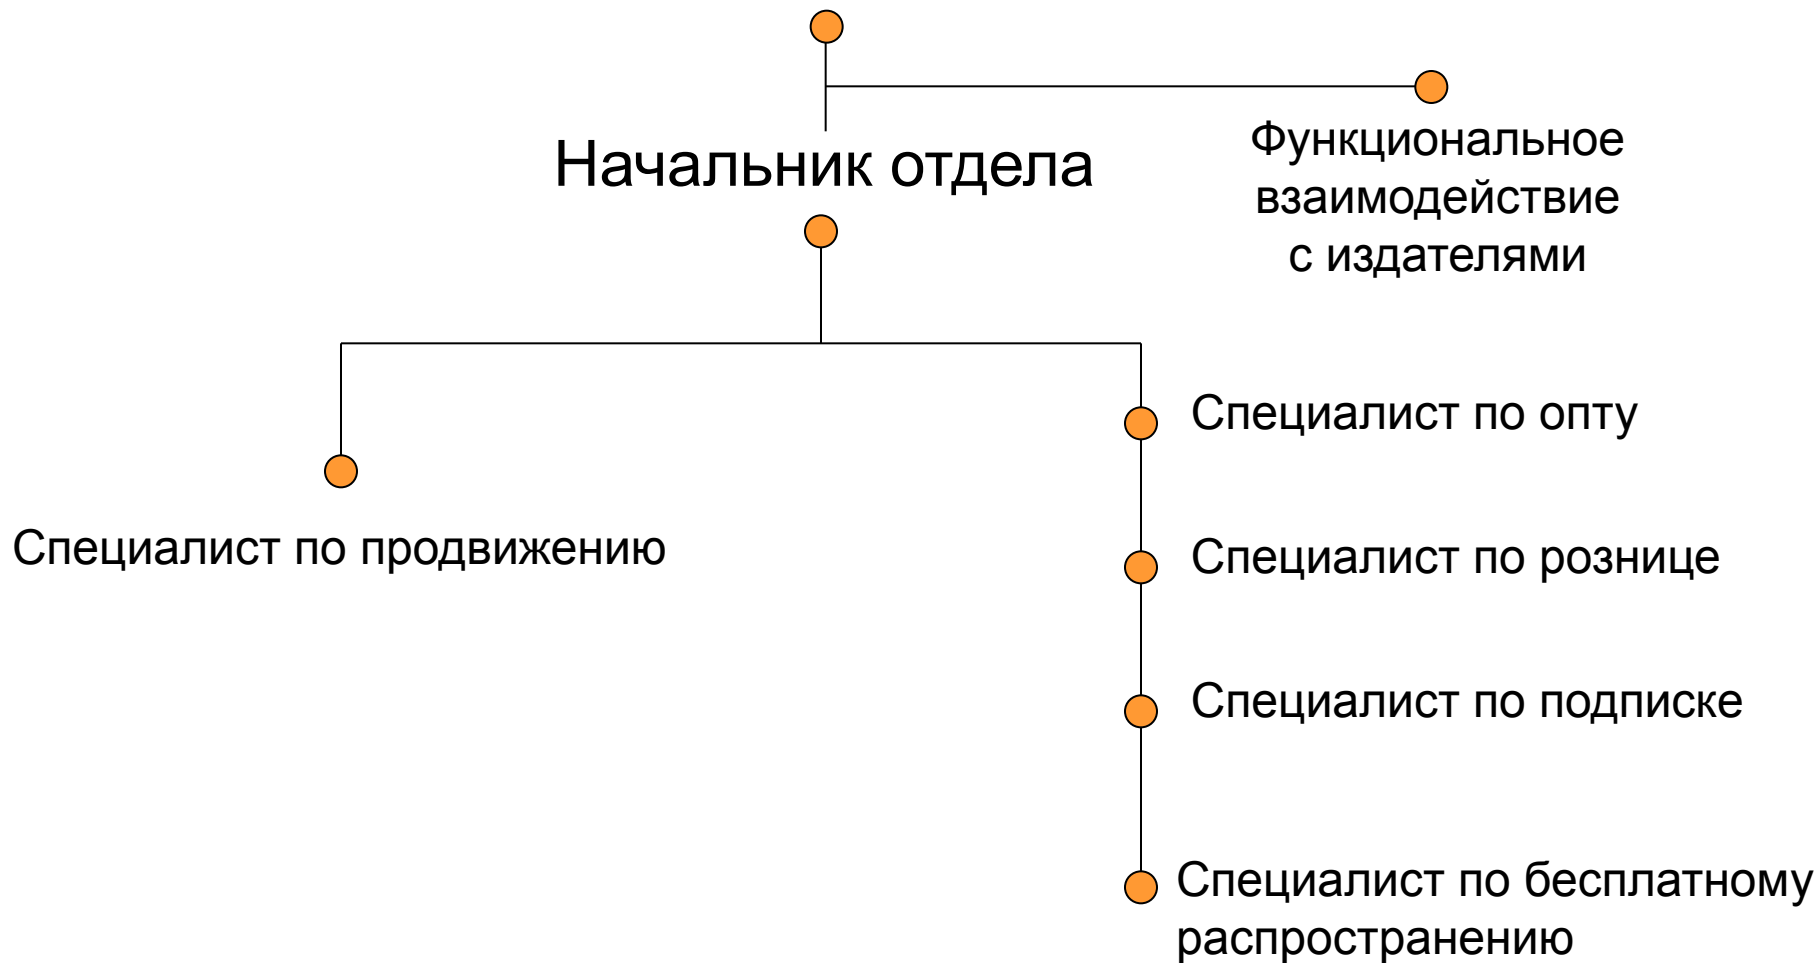 Начальник отдела
Функциональное
взаимодействие
с издателями
Специалист по опту
Специалист по продвижению
Специалист по рознице
Специалист по подписке
Специалист по бесплатному
распространению